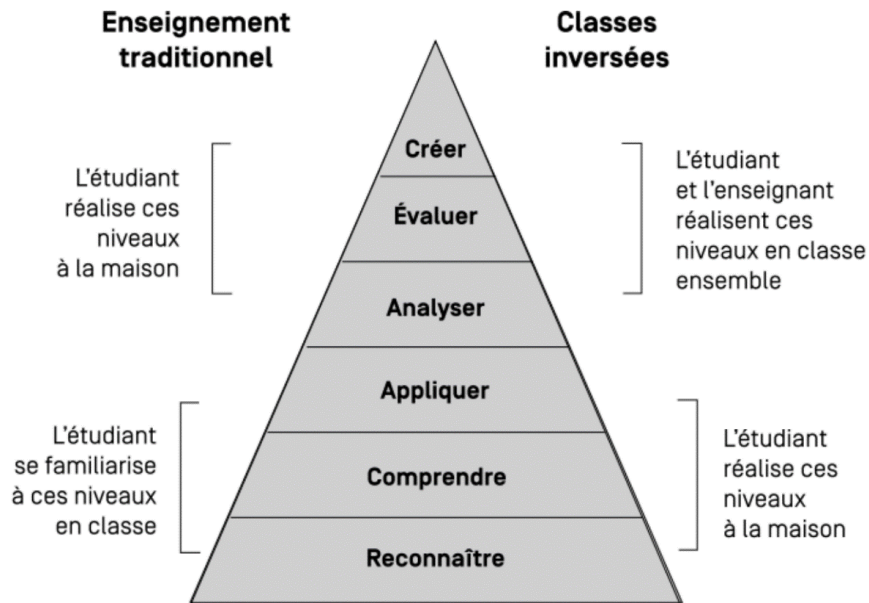 Enseignement
traditionnel
Classes
inversées
L'étudiant
réalise ces
niveaux
à la maison
L'étudiant
se familiarise
à ces niveaux
en classe
Créer
Évaluer
Analyser
Appliquer
Comprendre
Reconnaître
L'étudiant
et l'enseignant
réalisent ces
niveaux en classe
ensemble
L'étudiant
réalise ces
niveaux
à la maison